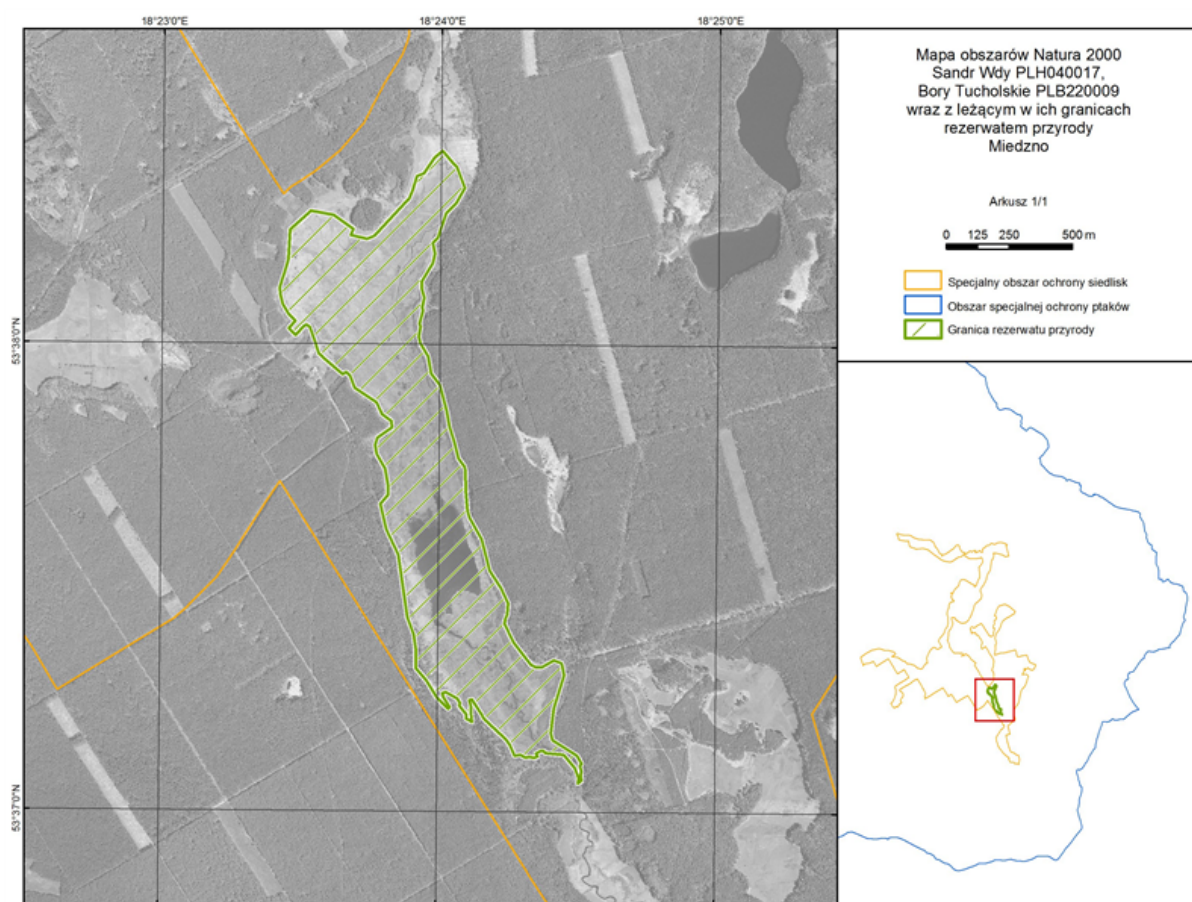 18°23'0"E
18°24'0"E
18°25'0"E
53°38'0"N
53°37'0"N
Mapa obszarów Natura 2000
Sandr Wdy PLH040017,
Bory Tucholskie PLB220009
wraz z leżącym w ich granicach
rezerwatem przyrody
Miedzno
Arkusz 1/1
0 125 250 500 m
Specjalny obszar ochrony siedlisk
Obszar specjalnej ochrony ptaków
Granica rezerwatu przyrody